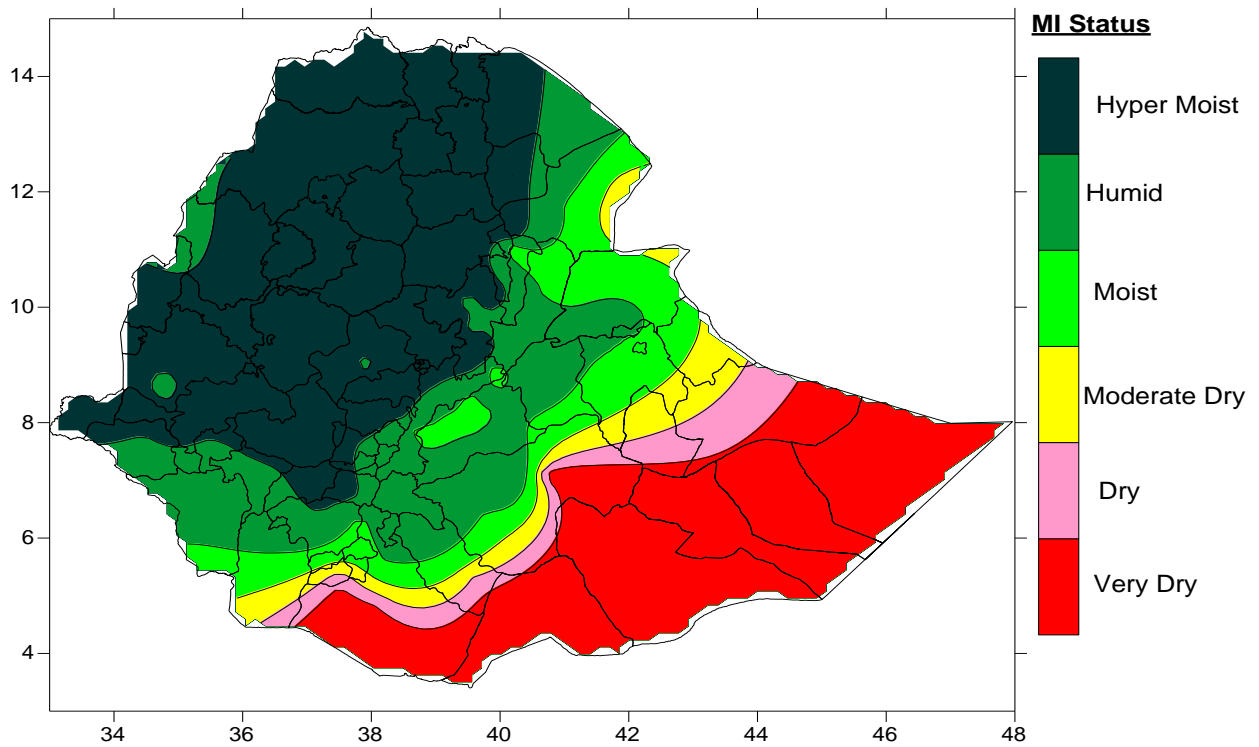 MI Status
Hyper Moist
Humid
Moist
Moderate Dry
Dry
Very Dry
14
12
10
8
6
4
34 36 38 40 42 44 46 48